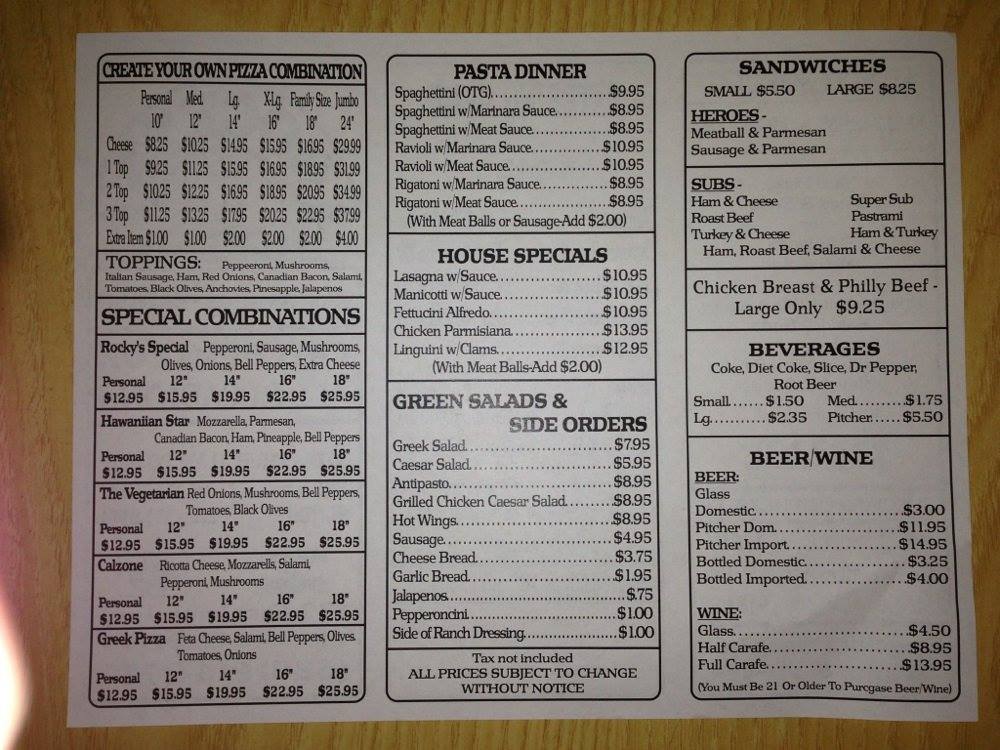 CREATE YOUR OWN PIZZA COMBINATION
Personal Med. Lg. X-Lg. Family Size Jumbo
10" 12" 14" 16" 18" 24"
Cheese $8.25 $10.25 $14.95 $15.95 $16.95 $29.99
1 Top $9.25 $11.25 $15.95 $16.95 $18.95 $31.99
2 Top $10.25 $12.25 $16.95 $18.95 $20.95 $34.99
3 Top $11.25 $13.25 $17.95 $20.25 $22.95 $37.99
Extra Item $1.00 $1.00 $2.00 $2.00 $2.00 $4.00
TOPPINGS: Peppeeroni, Mushrooms,
Italian Sausage, Ham, Red Onions, Canadian Bacon, Salami,
Tomatoes, Black Olives, Anchovies, Pinesapple, Jalapenos
SPECIAL COMBINATIONS
Rocky's Special Pepperoni, Sausage, Mushrooms,
Olives, Onions, Bell Peppers, Extra Cheese
Personal 12" 14" 16" 18"
$12.95 $15.95 $19.95 $22.95 $25.95
Hawaniian Star Mozzarella, Parmesan,
Canadian Bacon, Ham, Pineapple, Bell Peppers
Personal 12" 14" 16" 18"
$12.95 $15.95 $19.95 $22.95 $25.95
The Vegetarian Red Onions, Mushrooms, Bell Peppers,
Tomatoes, Black Olives
Personal 12" 14" 16" 18"
$12.95 $15.95 $19.95 $22.95 $25.95
Calzone Ricotta Cheese, Mozzarells, Salami,
Pepperoni, Mushrooms
Personal 12" 14" 16" 18"
$12.95 $15.95 $19.95 $22.95 $25.95
Greek Pizza Feta Cheese, Salami, Bell Peppers, Olives.
Tomatoes, Onions
Personal 12" 14" 16" 18"
$12.95 $15.95 $19.95 $22.95 $25.95
PASTA DINNER
Spaghettini (OTG)........................$9.95
Spaghettini w/Marinara Sauce...........$8.95
Spaghettini w/Meat Sauce...............$8.95
Ravioli w/Marinara Sauce..............$10.95
Ravioli w/Meat Sauce..................$10.95
Rigatoni w/Marinara Sauce.............$8.95
Rigatoni w/Meat Sauce..................$8.95
(With Meat Balls or Sausage-Add $2.00)
HOUSE SPECIALS
Lasagna w/Sauce....................$10.95
Manicotti w/Sauce...................$10.95
Fettucini Alfredo.....................$10.95
Chicken Parmisiana..................$13.95
Linguini w/Clams....................$12.95
(With Meat Balls-Add $2.00)
GREEN SALADS &
SIDE ORDERS
Greek Salad..........................$7.95
Caesar Salad.........................$5.95
Antipasto.............................$8.95
Grilled Chicken Caesar Salad.........$8.95
Hot Wings............................$8.95
Sausage...............................$4.95
Cheese Bread.........................$3.75
Garlic Bread..........................$1.95
Jalapenos.............................$.75
Pepperoncini..........................$1.00
Side of Ranch Dressing................$1.00
Tax not included
ALL PRICES SUBJECT TO CHANGE
WITHOUT NOTICE
SANDWICHES
SMALL $5.50 LARGE $8.25
HEROES -
Meatball & Parmesan
Sausage & Parmesan
SUBS -
Ham & Cheese Super Sub
Roast Beef Pastrami
Turkey & Cheese Ham & Turkey
Ham, Roast Beef, Salami & Cheese
Chicken Breast & Philly Beef -
Large Only $9.25
BEVERAGES
Coke, Diet Coke, Slice, Dr Pepper,
Root Beer
Small......$1.50 Med.........$1.75
Lg..........$2.35 Pitcher.....$5.50
BEER/WINE
BEER:
Glass
Domestic..........................$3.00
Pitcher Dom.....................$11.95
Pitcher Import...................$14.95
Bottled Domestic.................$3.25
Bottled Imported.................$4.00
WINE:
Glass.............................$4.50
Half Carafe.......................$8.95
Full Carafe......................$13.95
(You Must Be 21 Or Older To Purcgase Beer/Wine)